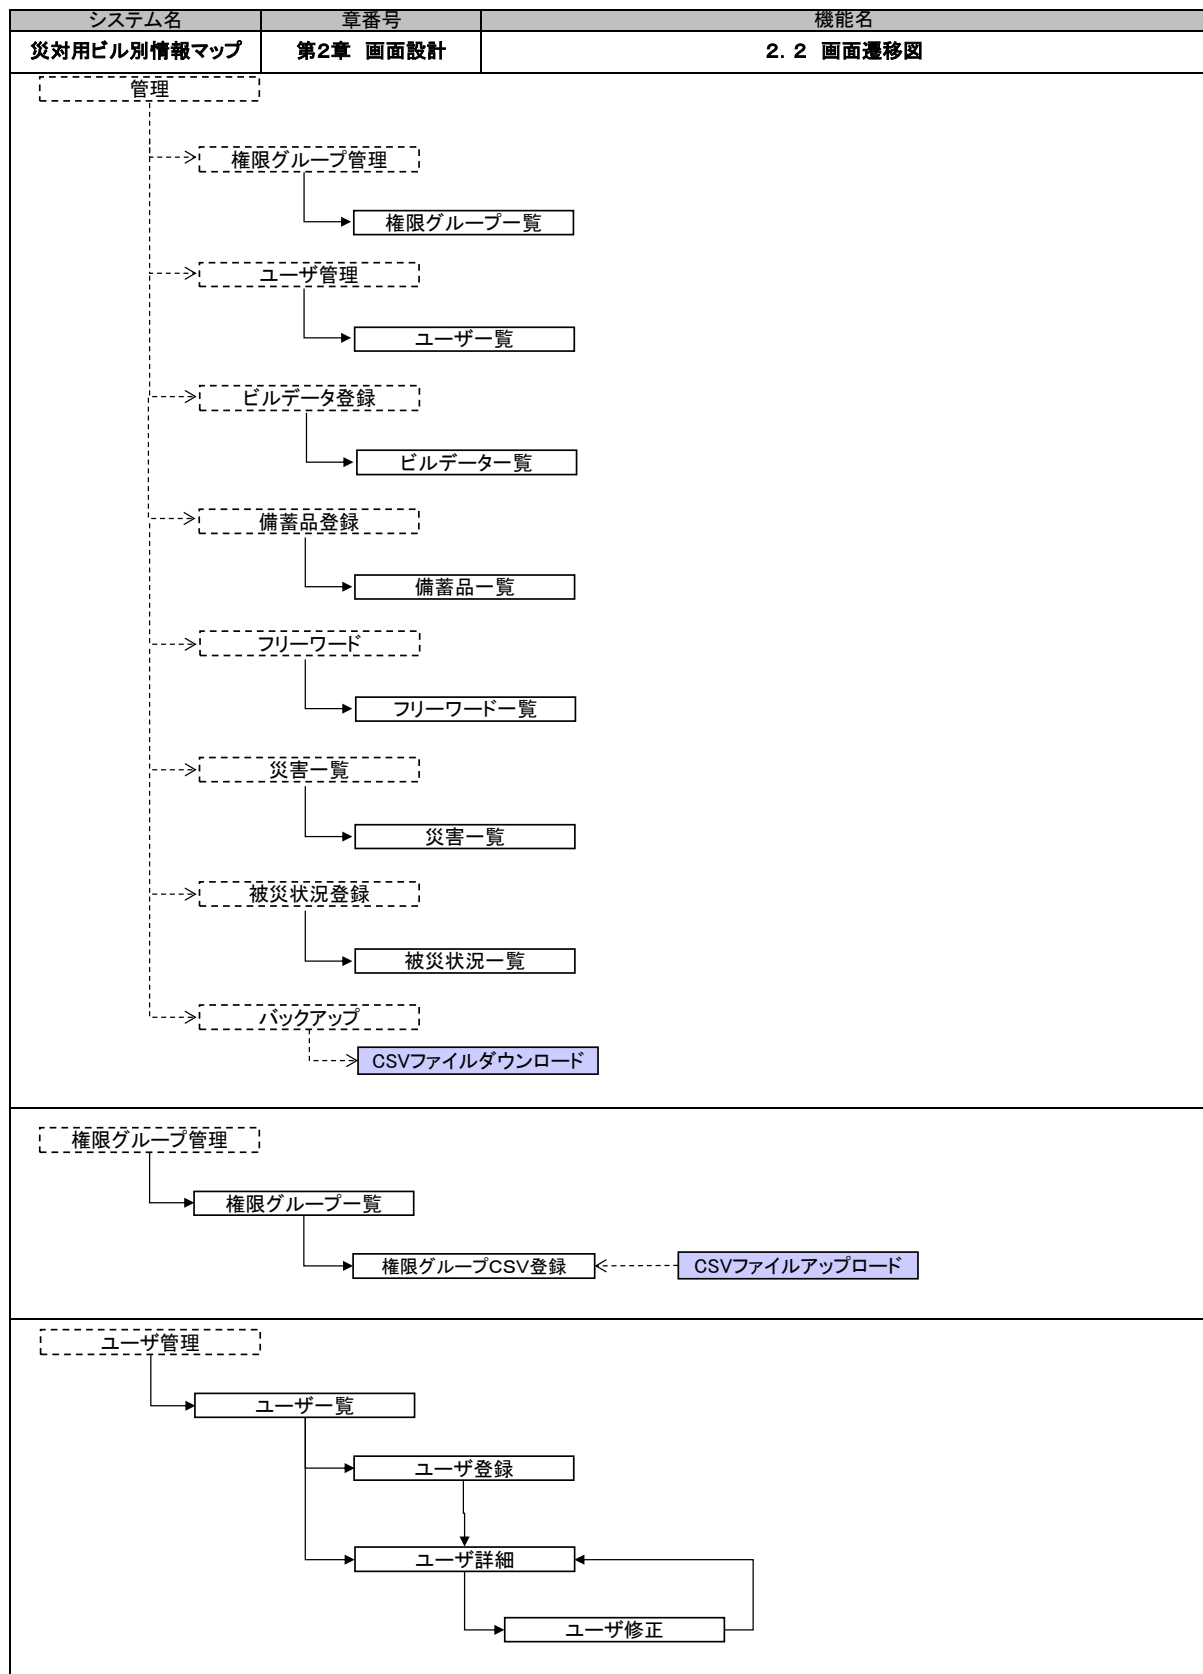 システム名 章番号 機能名
災対用ビル別情報マップ 第2章 画面設計 2．2 画面遷移図
管理
権限グループ管理
権限グループ一覧
ユーザ管理
ユーザ一覧
ビルデータ登録
ビルデータ一覧
備蓄品登録
備蓄品一覧
フリーワード
フリーワード一覧
災害一覧
災害一覧
被災状況登録
被災状況一覧
バックアップ
CSVファイルダウンロード
権限グループ管理
権限グループ一覧
権限グループCSV登録 CSVファイルアップロード
ユーザ管理
ユーザ一覧
ユーザ登録
ユーザ詳細
ユーザ修正